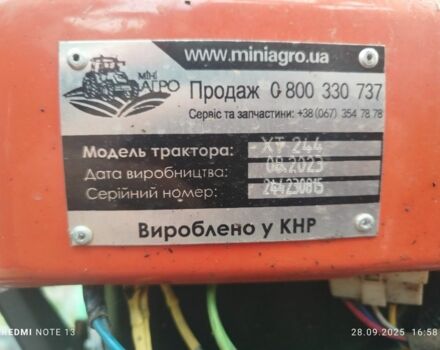 www.miniagro.ua
МІНІ
АГРО
Продаж 0 800 330 737
Сервіс та запчастини: +38(067) 354 78 78
Модель трактора: XT 244
Дата виробництва: 08.2023
Серійний номер: 244230815
Вироблено у КНР
REDMI NOTE 13
28.09.2025 16:58